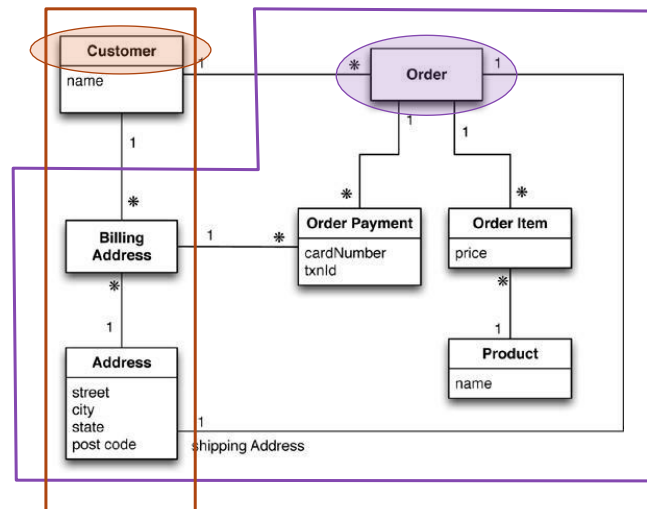 Customer
name
1
*
Order
1
1
1
1
*
*
*
Billing
Address
1
*
Order Payment
cardNumber
txnId
Order Item
price
*
1
*
1
Address
street
city
state
post code
Product
name
1
shipping Address